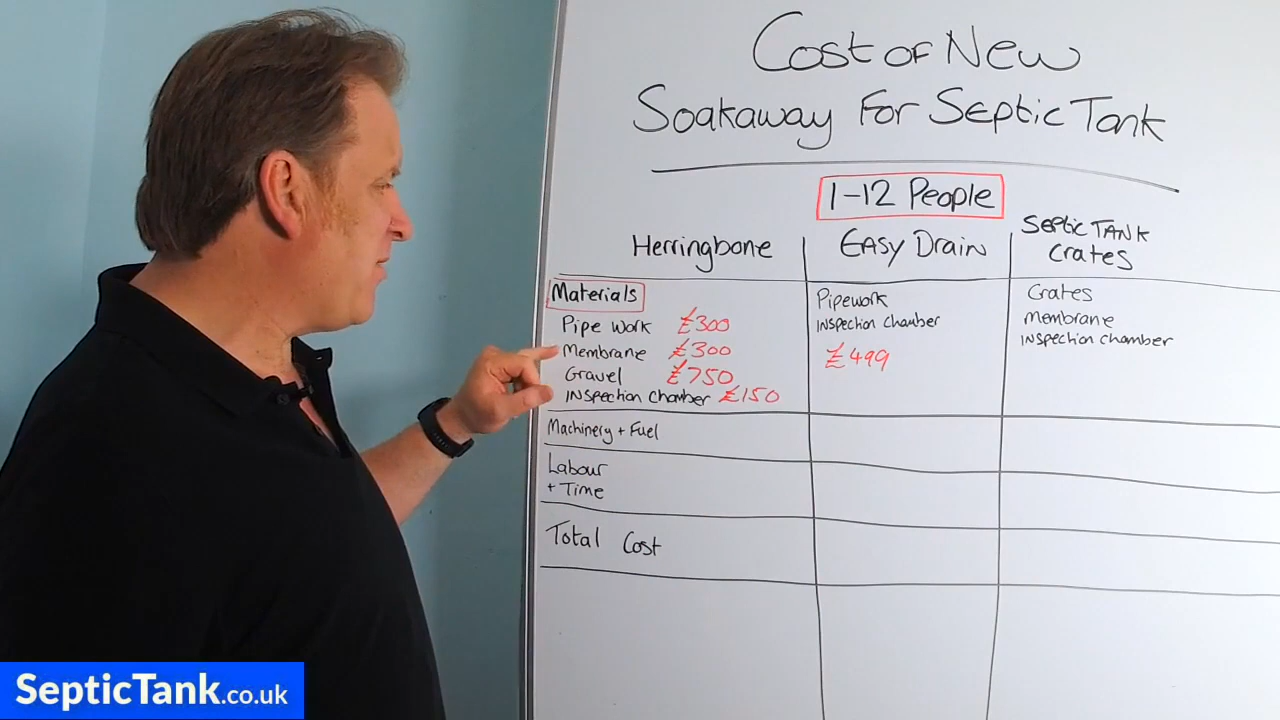 Cost of New
Soakaway For Septic Tank
1-12 People
Herringbone
Easy Drain
Septic Tank
Crates
Materials
Pipe Work £300
Membrane £300
Gravel £750
Inspection Chamber £150
Pipework
Inspection Chamber
£499
Crates
Membrane
Inspection Chamber
Machinery + Fuel
Labour
+ Time
Total Cost
SepticTank.co.uk